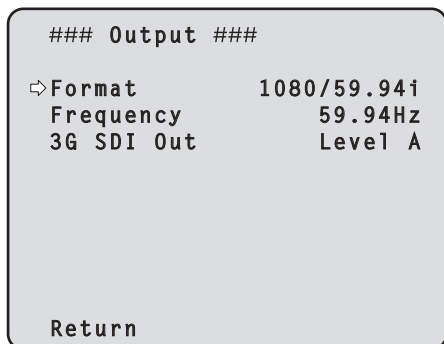 ### Output ###
⇨Format 1080/59.94i
Frequency 59.94Hz
3G SDI Out Level A
Return